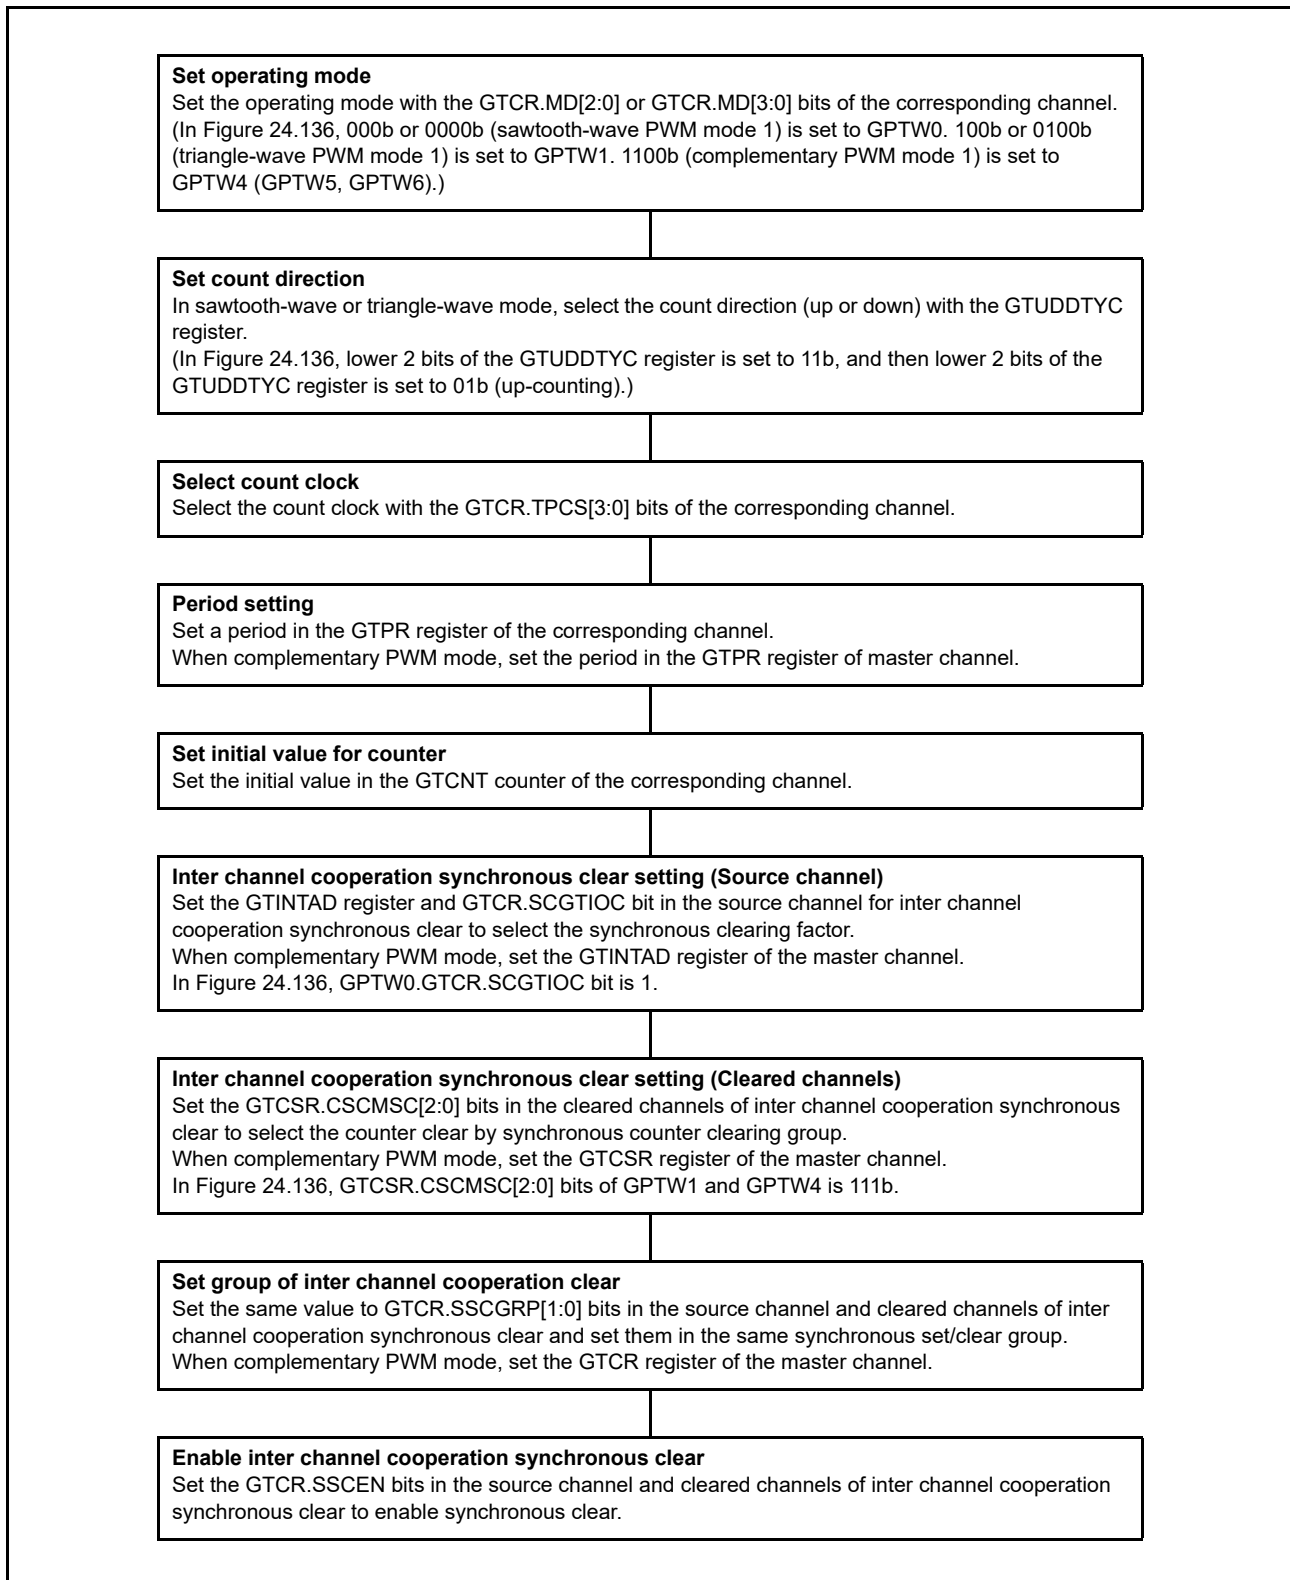 Set operating mode
Set the operating mode with the GTCR.MD[2:0] or GTCR.MD[3:0] bits of the corresponding channel.
(In Figure 24.136, 000b or 0000b (sawtooth-wave PWM mode 1) is set to GPTW0. 100b or 0100b
(triangle-wave PWM mode 1) is set to GPTW1. 1100b (complementary PWM mode 1) is set to
GPTW4 (GPTW5, GPTW6).)
Set count direction
In sawtooth-wave or triangle-wave mode, select the count direction (up or down) with the GTUDDTYC
register.
(In Figure 24.136, lower 2 bits of the GTUDDTYC register is set to 11b, and then lower 2 bits of the
GTUDDTYC register is set to 01b (up-counting).)
Select count clock
Select the count clock with the GTCR.TPCS[3:0] bits of the corresponding channel.
Period setting
Set a period in the GTPR register of the corresponding channel.
When complementary PWM mode, set the period in the GTPR register of master channel.
Set initial value for counter
Set the initial value in the GTCNT counter of the corresponding channel.
Inter channel cooperation synchronous clear setting (Source channel)
Set the GTINTAD register and GTCR.SCGTIOC bit in the source channel for inter channel
cooperation synchronous clear to select the synchronous clearing factor.
When complementary PWM mode, set the GTINTAD register of the master channel.
In Figure 24.136, GPTW0.GTCR.SCGTIOC bit is 1.
Inter channel cooperation synchronous clear setting (Cleared channels)
Set the GTCSR.CSCMSC[2:0] bits in the cleared channels of inter channel cooperation synchronous
clear to select the counter clear by synchronous counter clearing group.
When complementary PWM mode, set the GTCSR register of the master channel.
In Figure 24.136, GTCSR.CSCMSC[2:0] bits of GPTW1 and GPTW4 is 111b.
Set group of inter channel cooperation clear
Set the same value to GTCR.SSCGRP[1:0] bits in the source channel and cleared channels of inter
channel cooperation synchronous clear and set them in the same synchronous set/clear group.
When complementary PWM mode, set the GTCR register of the master channel.
Enable inter channel cooperation synchronous clear
Set the GTCR.SSCEN bits in the source channel and cleared channels of inter channel cooperation
synchronous clear to enable synchronous clear.